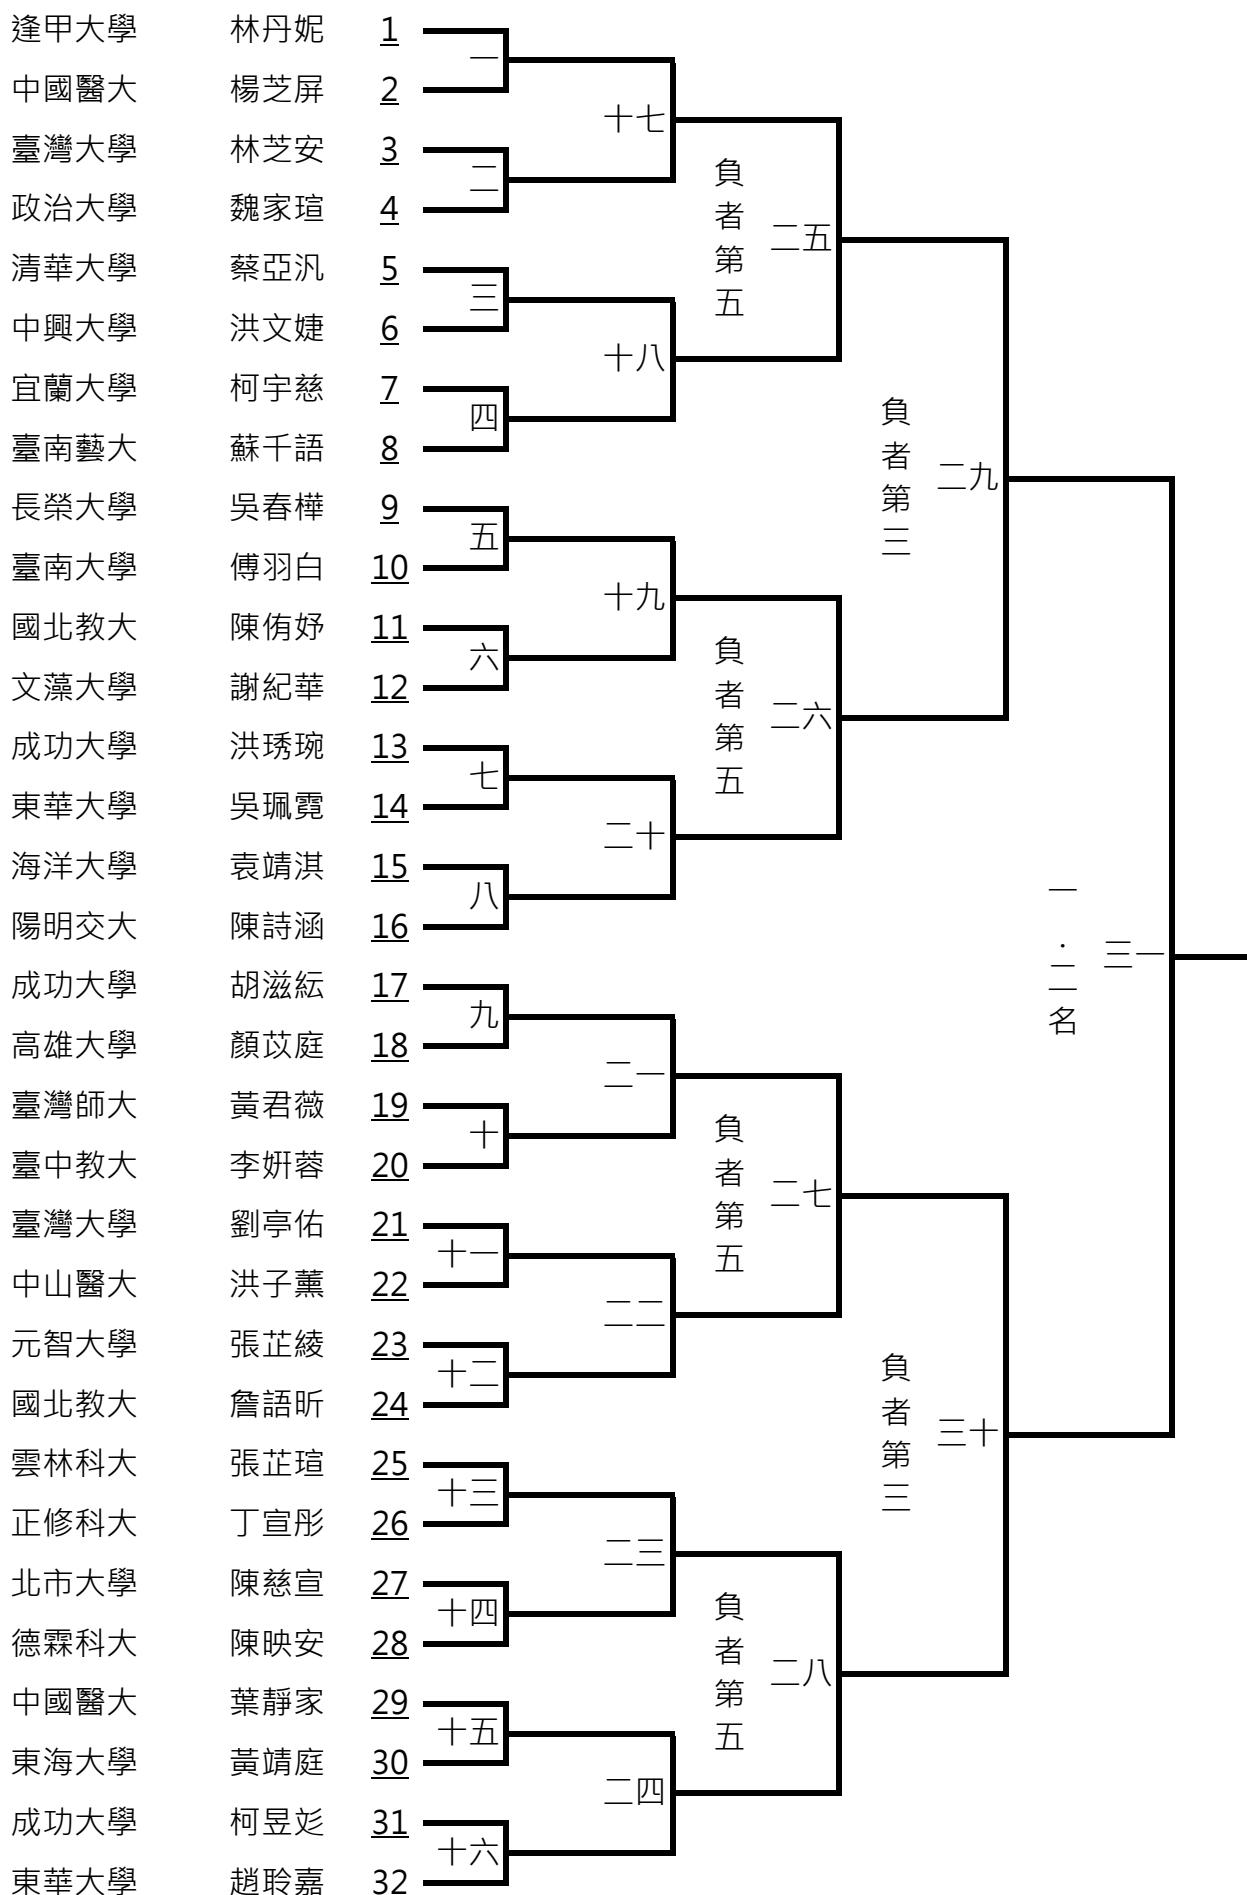 逢甲大學 林丹妮 1
一
中國醫大 楊芝屏 2
十七
臺灣大學 林芝安 3
二
政治大學 魏家瑄 4
負者第五
二五
清華大學 蔡亞汎 5
三
中興大學 洪文婕 6
十八
宜蘭大學 柯宇慈 7
四
臺南藝大 蘇千語 8
負者第三
二九
長榮大學 吳春樺 9
五
臺南大學 傅羽白 10
十九
國北教大 陳侑妤 11
六
文藻大學 謝紀華 12
負者第五
二六
成功大學 洪琇琬 13
七
東華大學 吳珮霓 14
二十
海洋大學 袁靖淇 15
八
陽明交大 陳詩涵 16
一.二名
三一
成功大學 胡滋紜 17
九
高雄大學 顏苡庭 18
二一
臺灣師大 黃君薇 19
十
臺中教大 李姸蓉 20
負者第五
二七
臺灣大學 劉亭佑 21
十一
中山醫大 洪子薰 22
二二
元智大學 張芷綾 23
十二
國北教大 詹語昕 24
負者第三
三十
雲林科大 張芷瑄 25
十三
正修科大 丁宣彤 26
二三
北市大學 陳慈宣 27
十四
德霖科大 陳映安 28
負者第五
二八
中國醫大 葉靜家 29
十五
東海大學 黃靖庭 30
二四
成功大學 柯昱彣 31
十六
東華大學 趙聆嘉 32